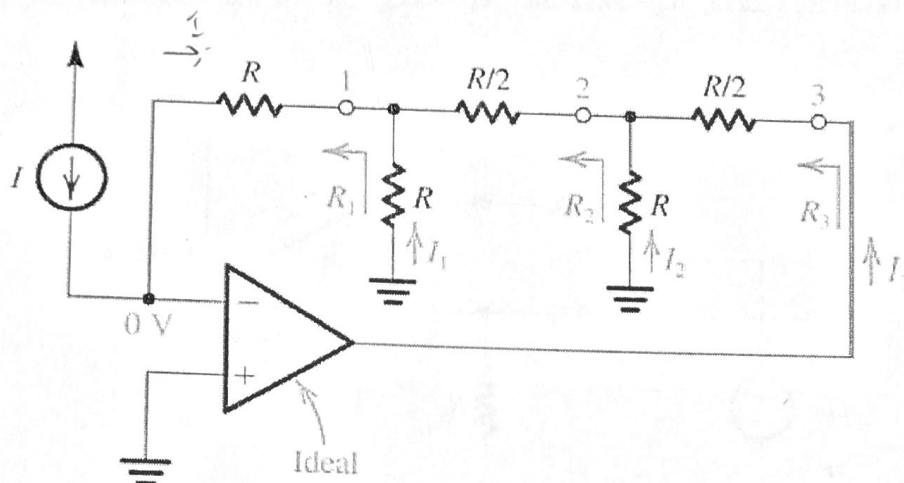 R 1 R/2 2 R/2 3
I
R₁ R R₂ R R₃
I₁ I₂
−
0 V
+
Ideal